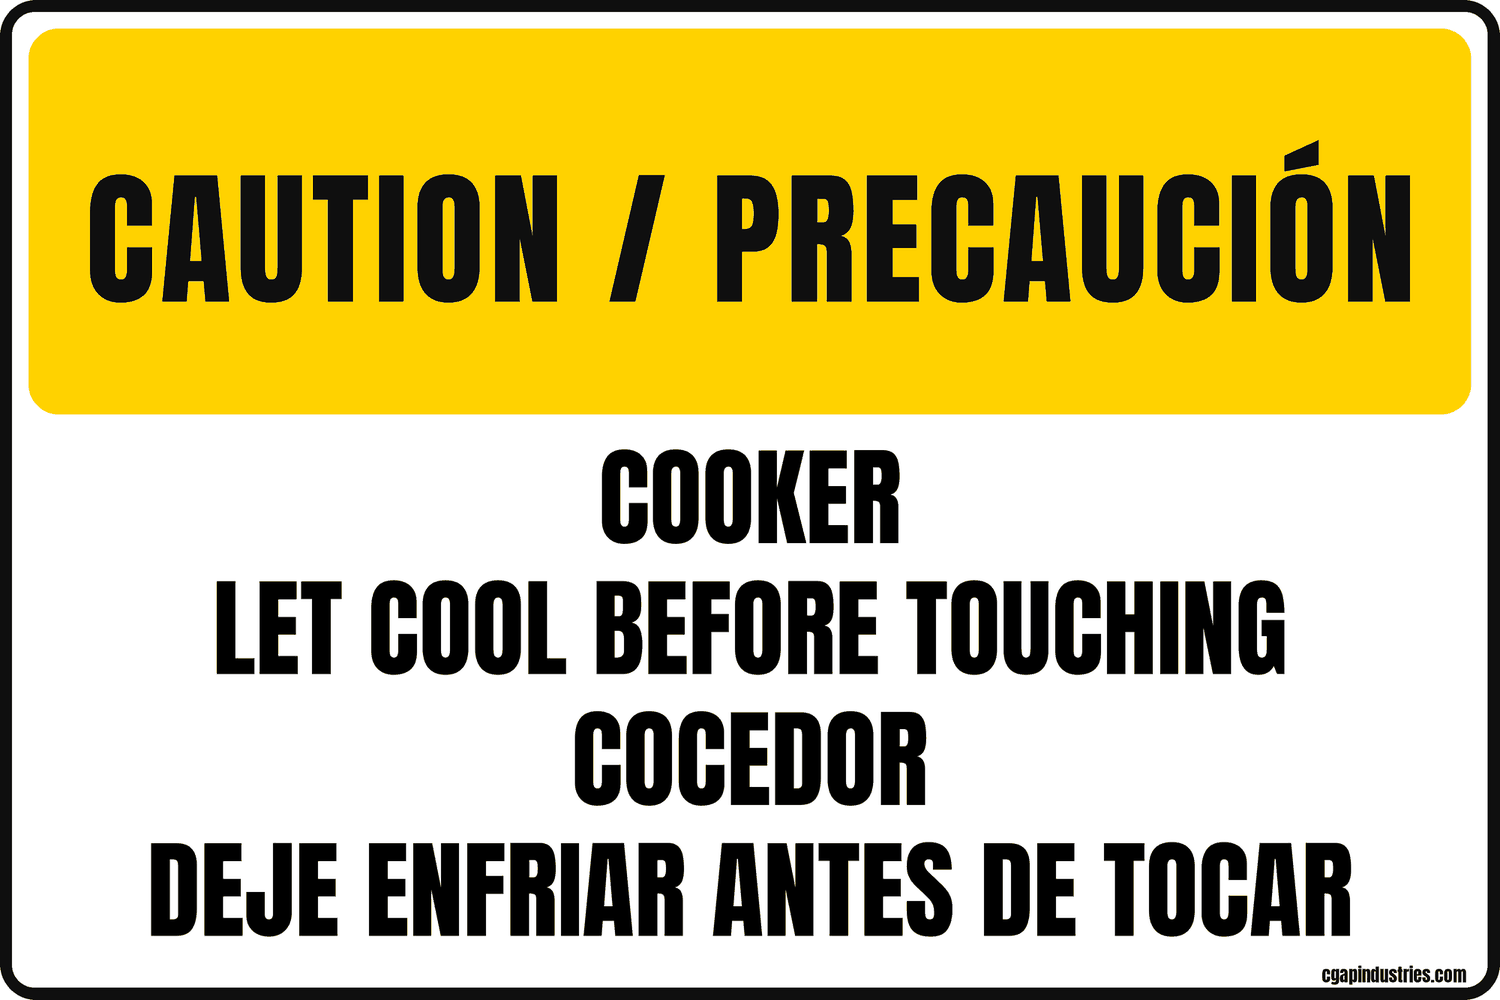 CAUTION / PRECAUCIÓN
COOKER
LET COOL BEFORE TOUCHING
COCEDOR
DEJE ENFRIAR ANTES DE TOCAR
cgapindustries.com